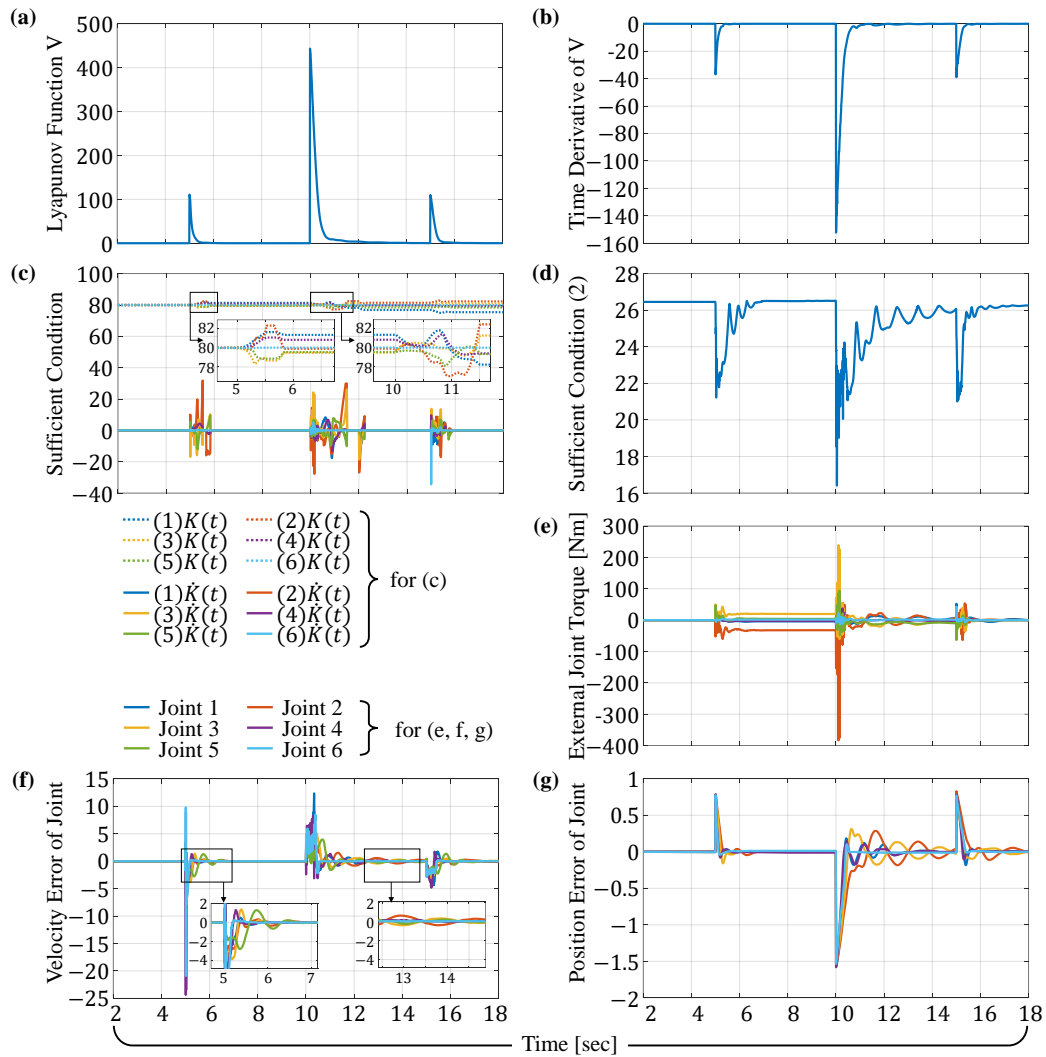 (a)
Lyapunov Function V
500
400
300
200
100
0
(b)
Time Derivative of V
0
-20
-40
-60
-80
-100
-120
-140
-160
(c)
Sufficient Condition
100
80
60
40
20
0
-20
-40
82
80
78
5 6
82
80
78
10 11
(d)
Sufficient Condition (2)
28
26
24
22
20
18
16
(1)K(t) (2)K(t)
(3)K(t) (4)K(t)
(5)K(t) (6)K(t)
(1)K̇(t) (2)K̇(t)
(3)K̇(t) (4)K̇(t)
(5)K̇(t) (6)K̇(t)
for (c)
(e)
External Joint Torque [Nm]
300
200
100
0
-100
-200
-300
-400
Joint 1 Joint 2
Joint 3 Joint 4
Joint 5 Joint 6
for (e, f, g)
(f)
Velocity Error of Joint
15
10
5
0
-5
-10
-15
-20
-25
2
0
-2
-4
5 6 7
2
0
-2
-4
13 14
2 4 6 8 10 12 14 16 18
(g)
Position Error of Joint
1
0.5
0
-0.5
-1
-1.5
-2
2 4 6 8 10 12 14 16 18
Time [sec]